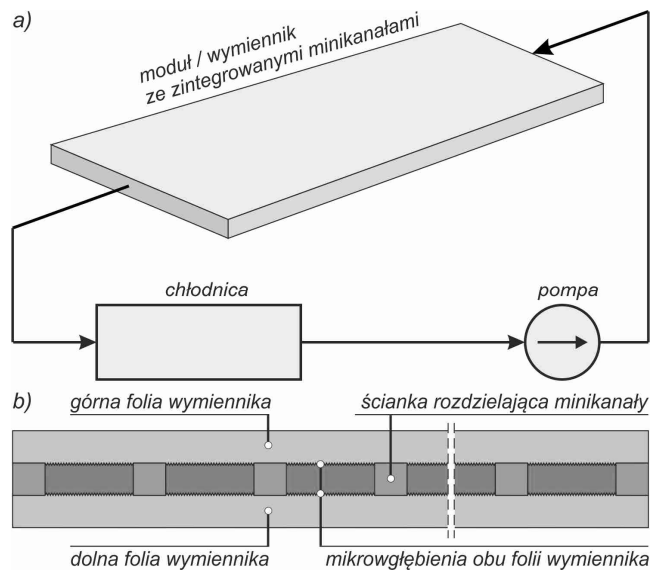 a)
moduł / wymiennik
ze zintegrowanymi minikanałami
chłodnica
pompa
b)
górna folia wymiennika
ścianka rozdzielająca minikanały
dolna folia wymiennika
mikrowgłębienia obu folii wymiennika